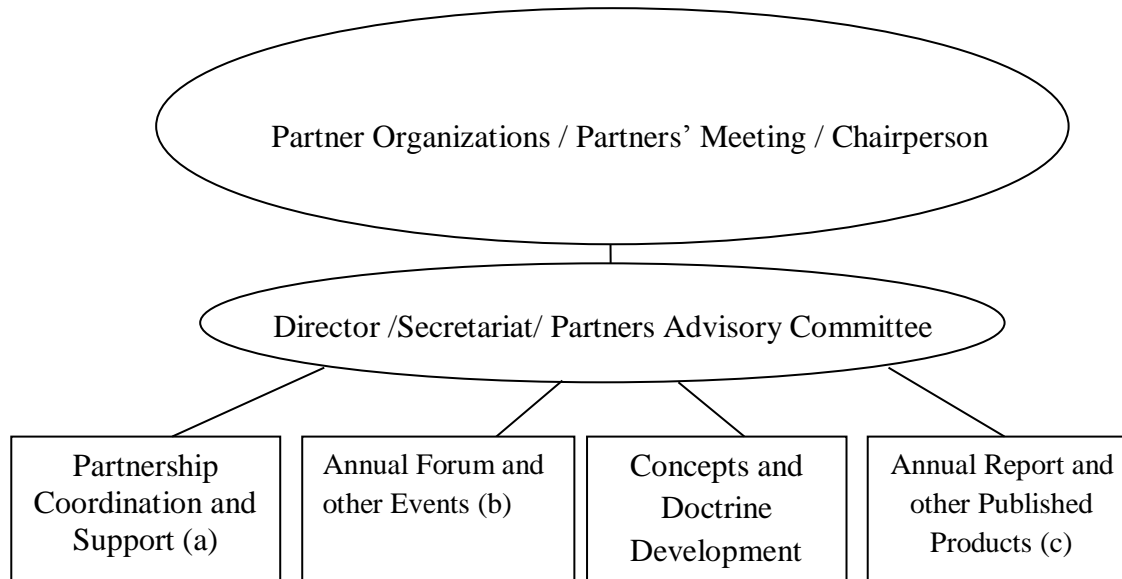 Partner Organizations / Partners’ Meeting / Chairperson
Director /Secretariat/ Partners Advisory Committee
Partnership
Coordination and
Support (a)
Annual Forum and
other Events (b)
Concepts and
Doctrine
Development
Annual Report and
other Published
Products (c)